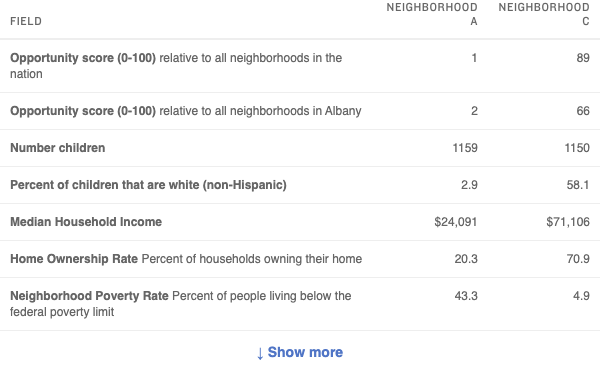 NEIGHBORHOOD NEIGHBORHOOD
FIELD A C
Opportunity score (0-100) relative to all neighborhoods in the 1 89
nation
Opportunity score (0-100) relative to all neighborhoods in Albany 2 66
Number children 1159 1150
Percent of children that are white (non-Hispanic) 2.9 58.1
Median Household Income $24,091 $71,106
Home Ownership Rate Percent of households owning their home 20.3 70.9
Neighborhood Poverty Rate Percent of people living below the 43.3 4.9
federal poverty limit
↓ Show more